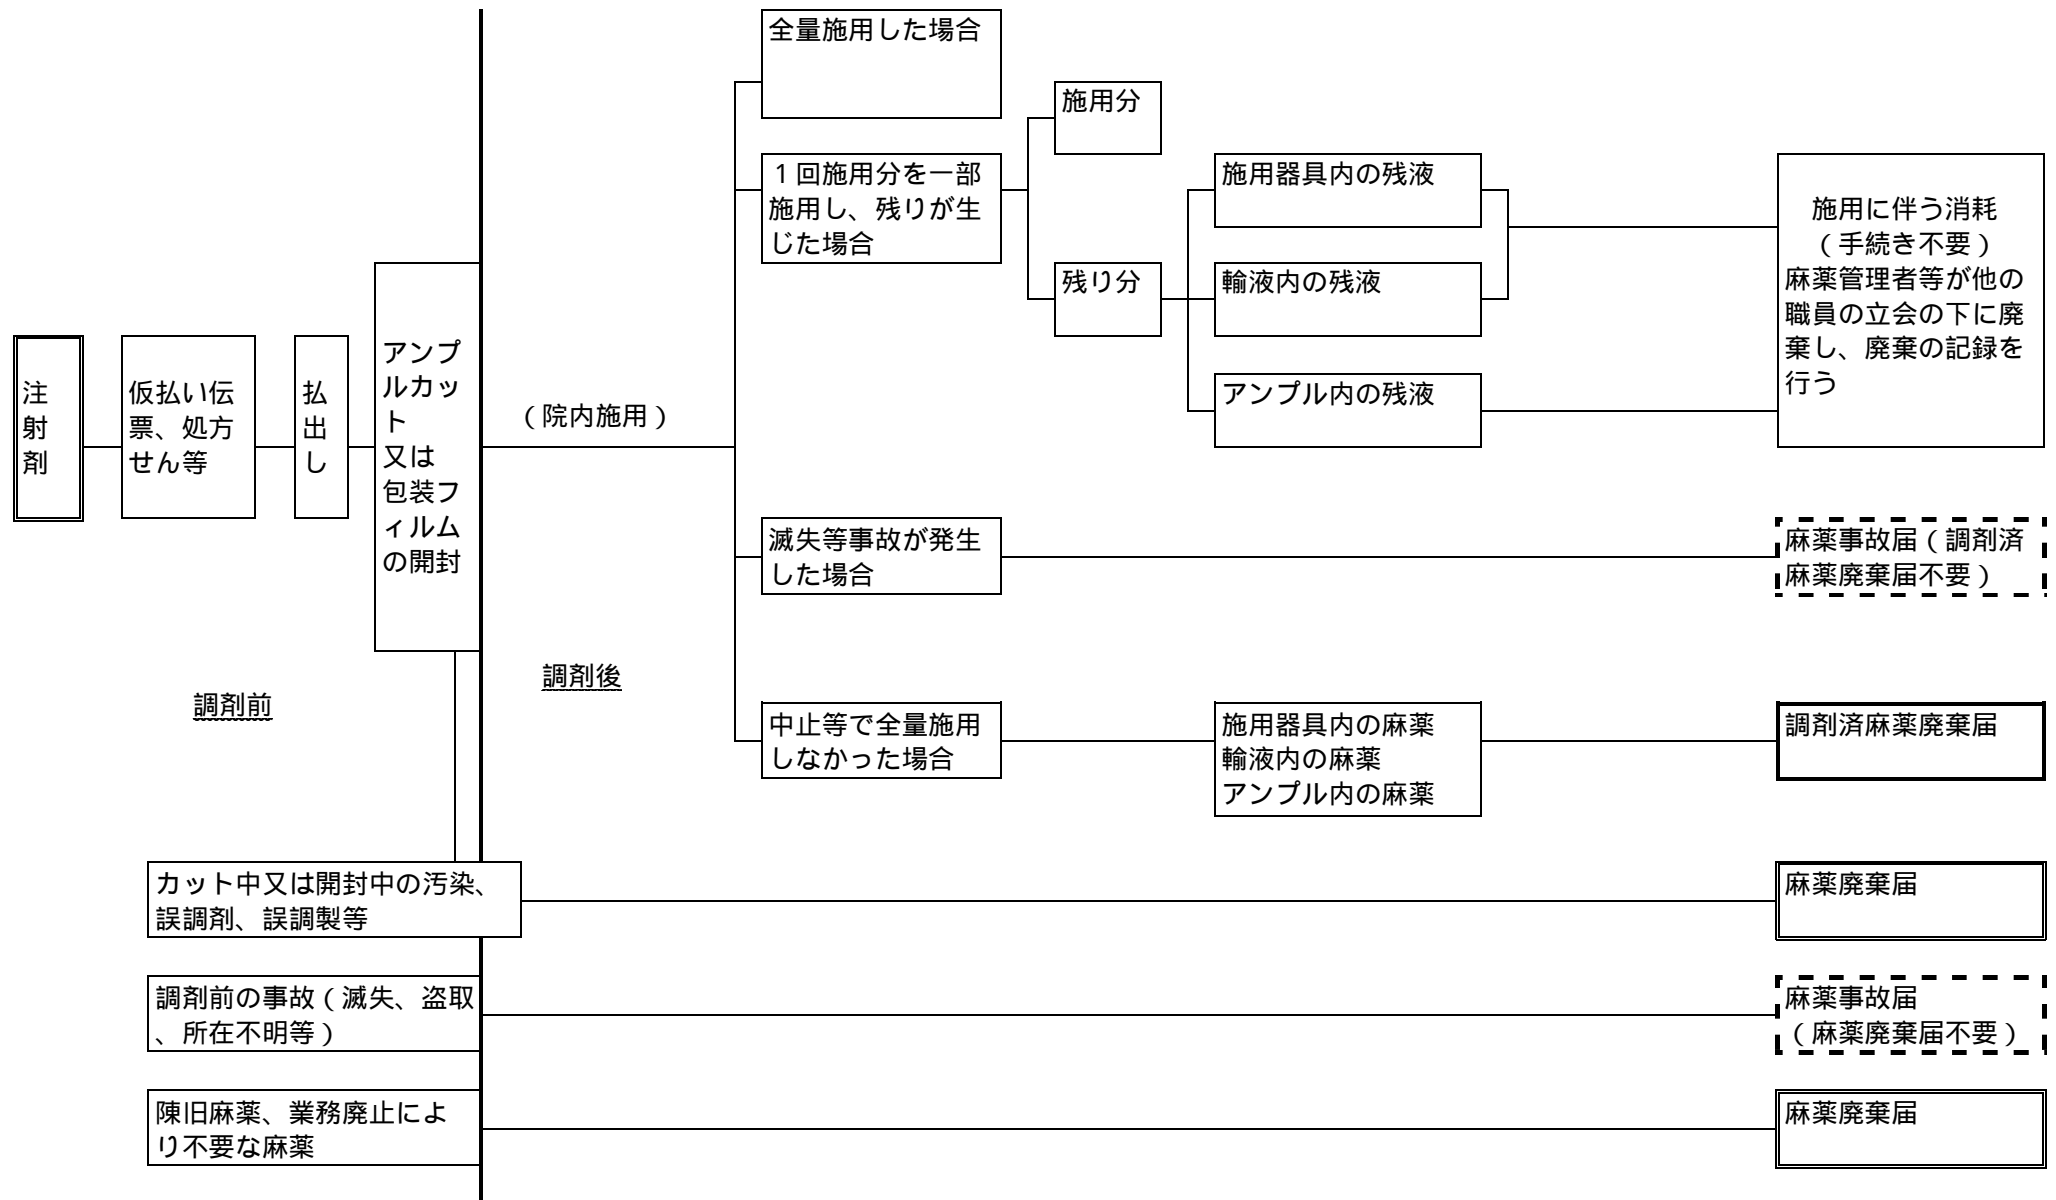 全量施用した場合
施用分
１回施用分を一部
施用し、残りが生
じた場合
施用器具内の残液
施用に伴う消耗
（手続き不要）
麻薬管理者等が他の
職員の立会の下に廃
棄し、廃棄の記録を
行う
残り分
輸液内の残液
アンプル内の残液
注
射
剤
仮払い伝
票、処方
せん等
払
出
し
アンプ
ルカッ
ト
又は
包装フ
ィルム
の開封
（院内施用）
滅失等事故が発生
した場合
麻薬事故届（調剤済
麻薬廃棄届不要）
調剤前
調剤後
中止等で全量施用
しなかった場合
施用器具内の麻薬
輸液内の麻薬
アンプル内の麻薬
調剤済麻薬廃棄届
カット中又は開封中の汚染、
誤調剤、誤調製等
麻薬廃棄届
調剤前の事故（滅失、盗取
、所在不明等）
麻薬事故届
（麻薬廃棄届不要）
陳旧麻薬、業務廃止によ
り不要な麻薬
麻薬廃棄届